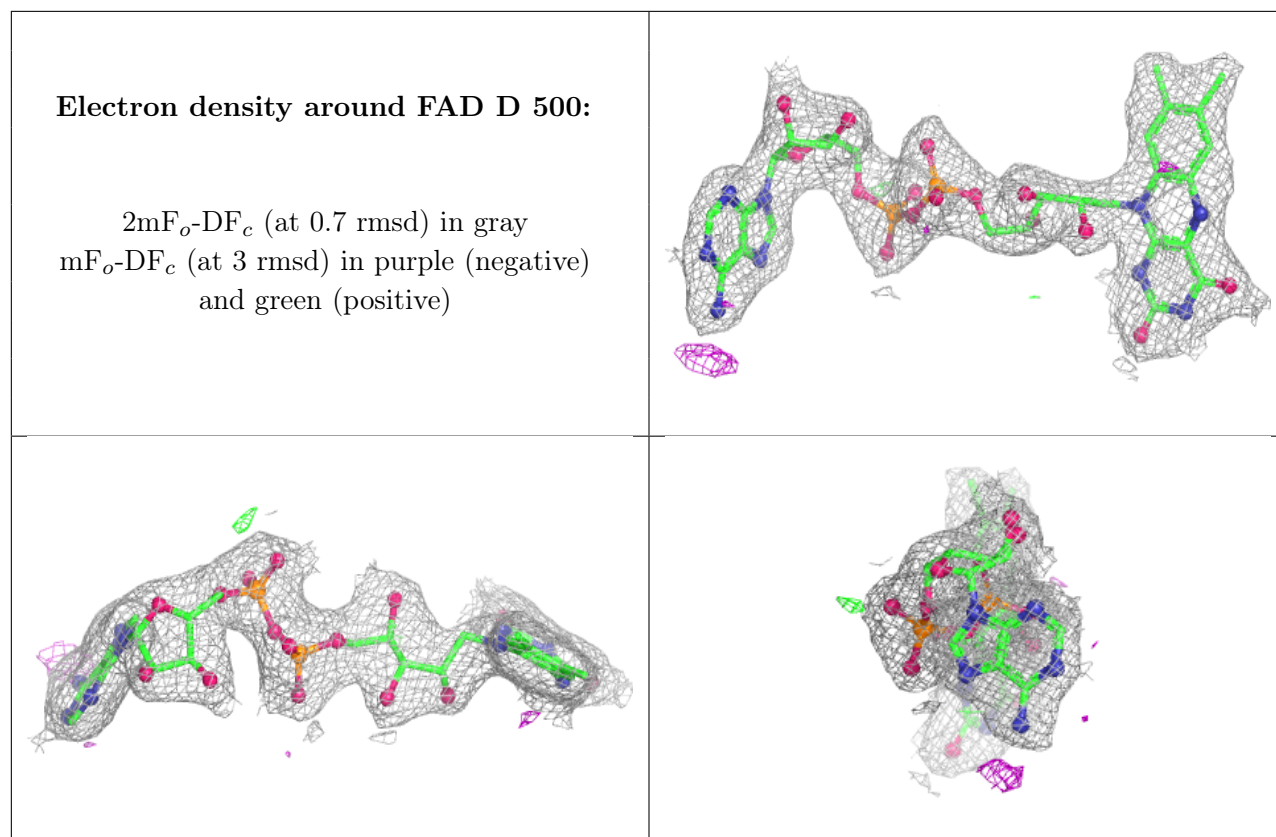 Electron density around FAD D 500:
2mFo-DFc (at 0.7 rmsd) in gray
mFo-DFc (at 3 rmsd) in purple (negative)
and green (positive)